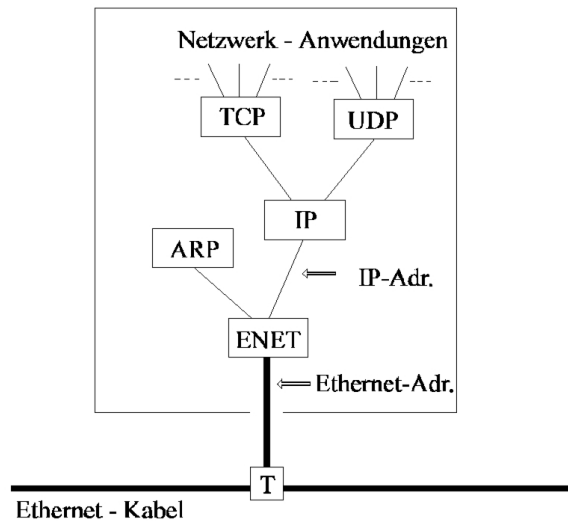 Netzwerk - Anwendungen
TCP
UDP
IP
ARP
IP-Adr.
ENET
Ethernet-Adr.
T
Ethernet - Kabel